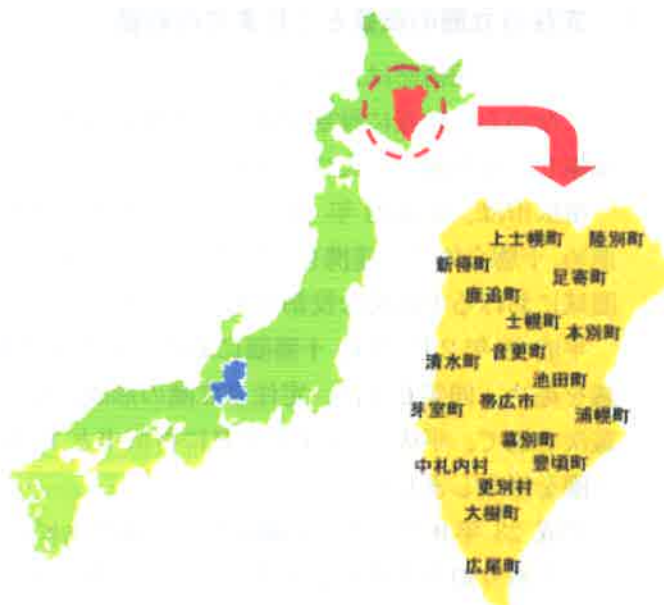 上士幌町
陸別町
新得町
足寄町
鹿追町
士幌町
本別町
音更町
清水町
池田町
帯広市
芽室町
浦幌町
幕別町
中札内村
豊頃町
更別村
大樹町
広尾町